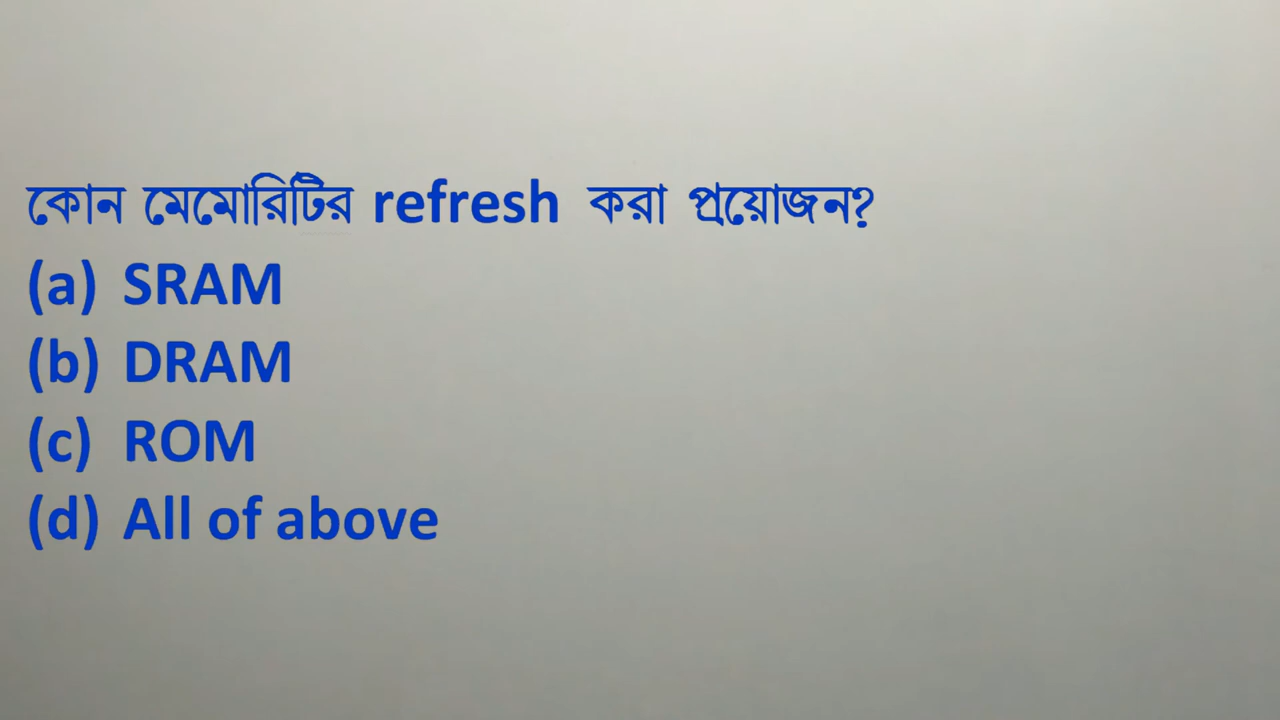 কোন মেমোরিটির refresh করা প্রয়োজন?
(a) SRAM
(b) DRAM
(c) ROM
(d) All of above